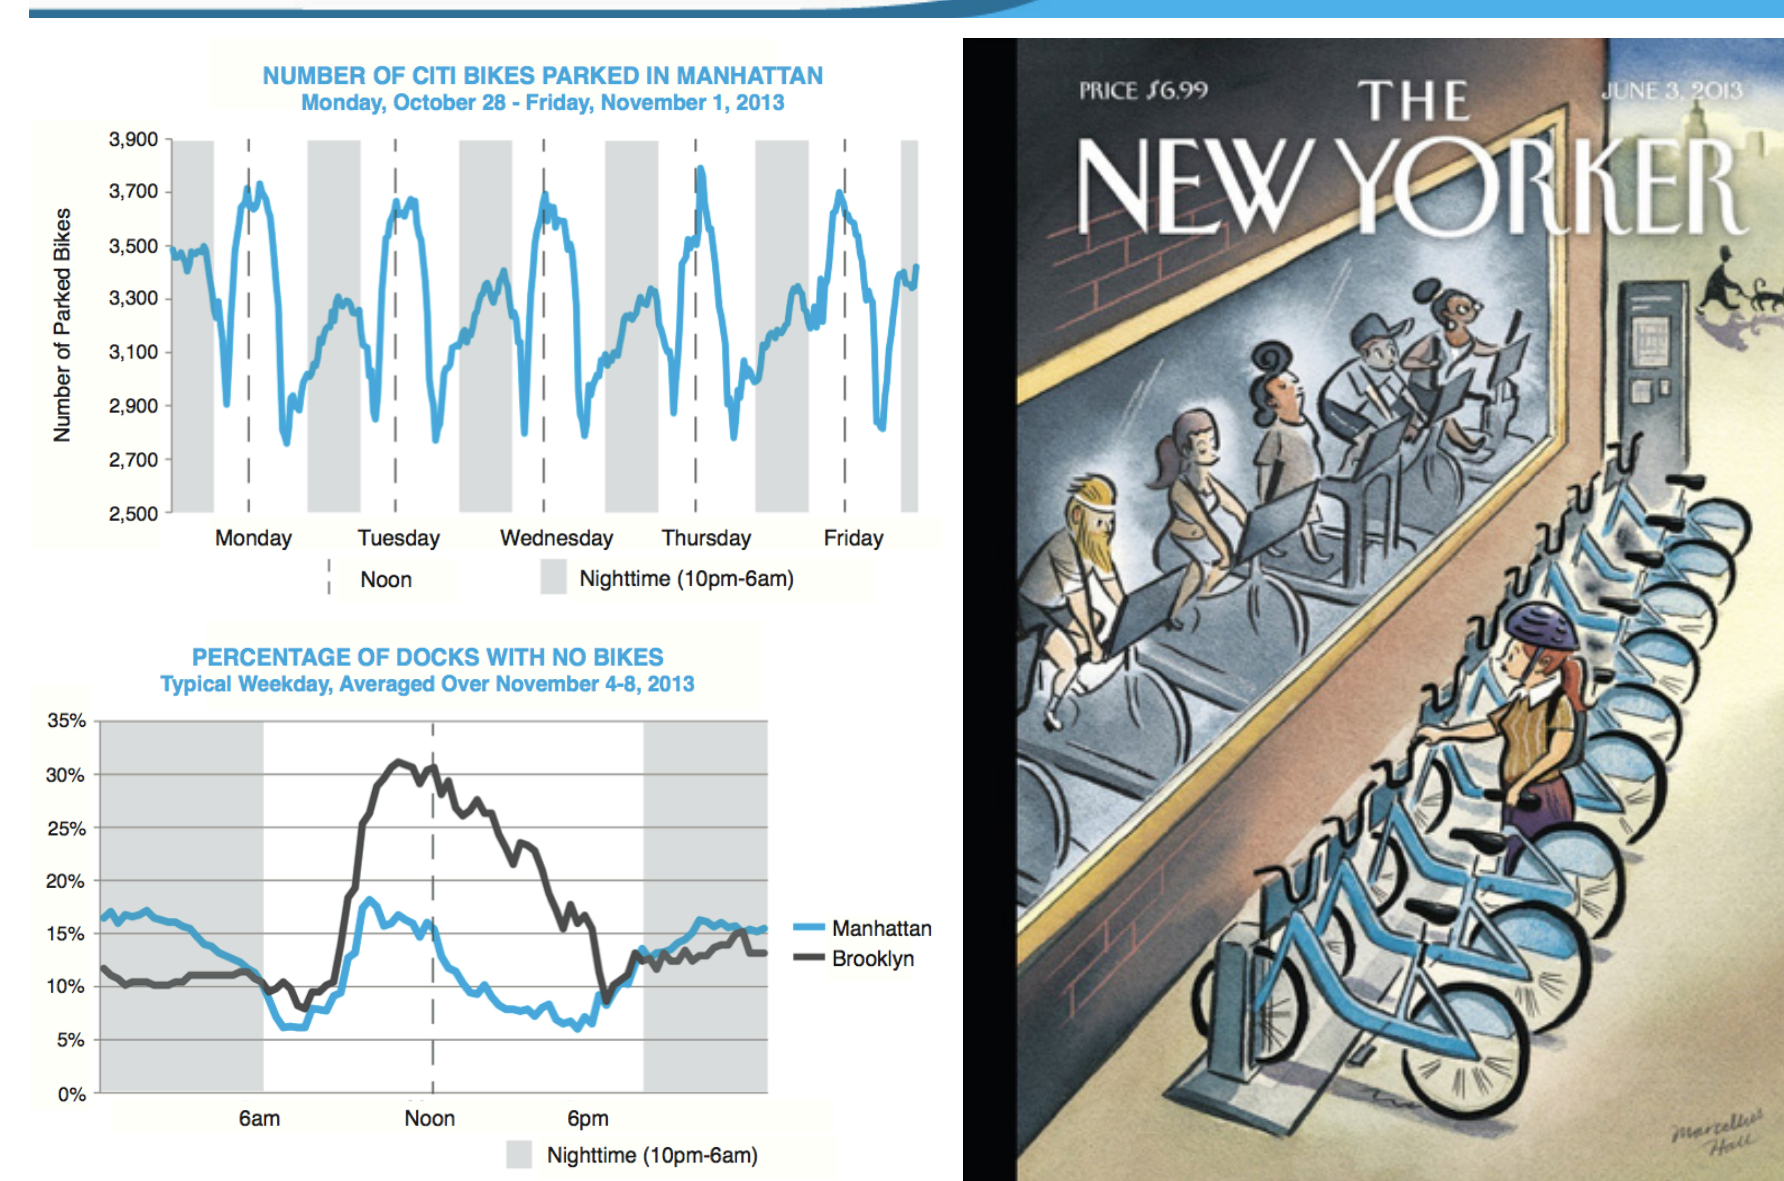 NUMBER OF CITI BIKES PARKED IN MANHATTAN
Monday, October 28 - Friday, November 1, 2013
Number of Parked Bikes
3,900
3,700
3,500
3,300
3,100
2,900
2,700
2,500
Monday Tuesday Wednesday Thursday Friday
Noon Nighttime (10pm-6am)
PERCENTAGE OF DOCKS WITH NO BIKES
Typical Weekday, Averaged Over November 4-8, 2013
35%
30%
25%
20%
15%
10%
5%
0%
6am Noon 6pm
Manhattan
Brooklyn
Nighttime (10pm-6am)
PRICE $6.99 THE JUNE 3, 2013
NEW YORKER
Marcellus
Hall